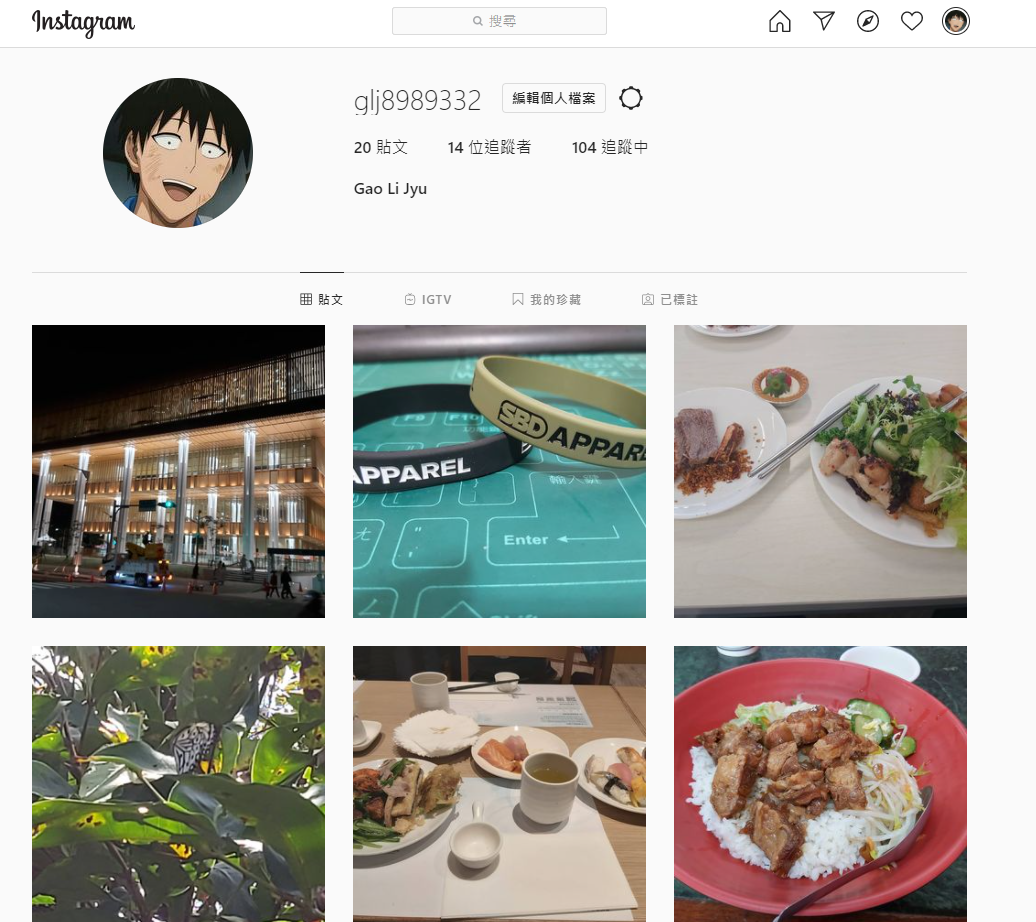 Instagram
搜尋
glj8989332
編輯個人檔案
20 貼文
14 位追蹤者
104 追蹤中
Gao Li Jyu
貼文
IGTV
我的珍藏
已標註
SBD APPAR
APPAREL
Enter